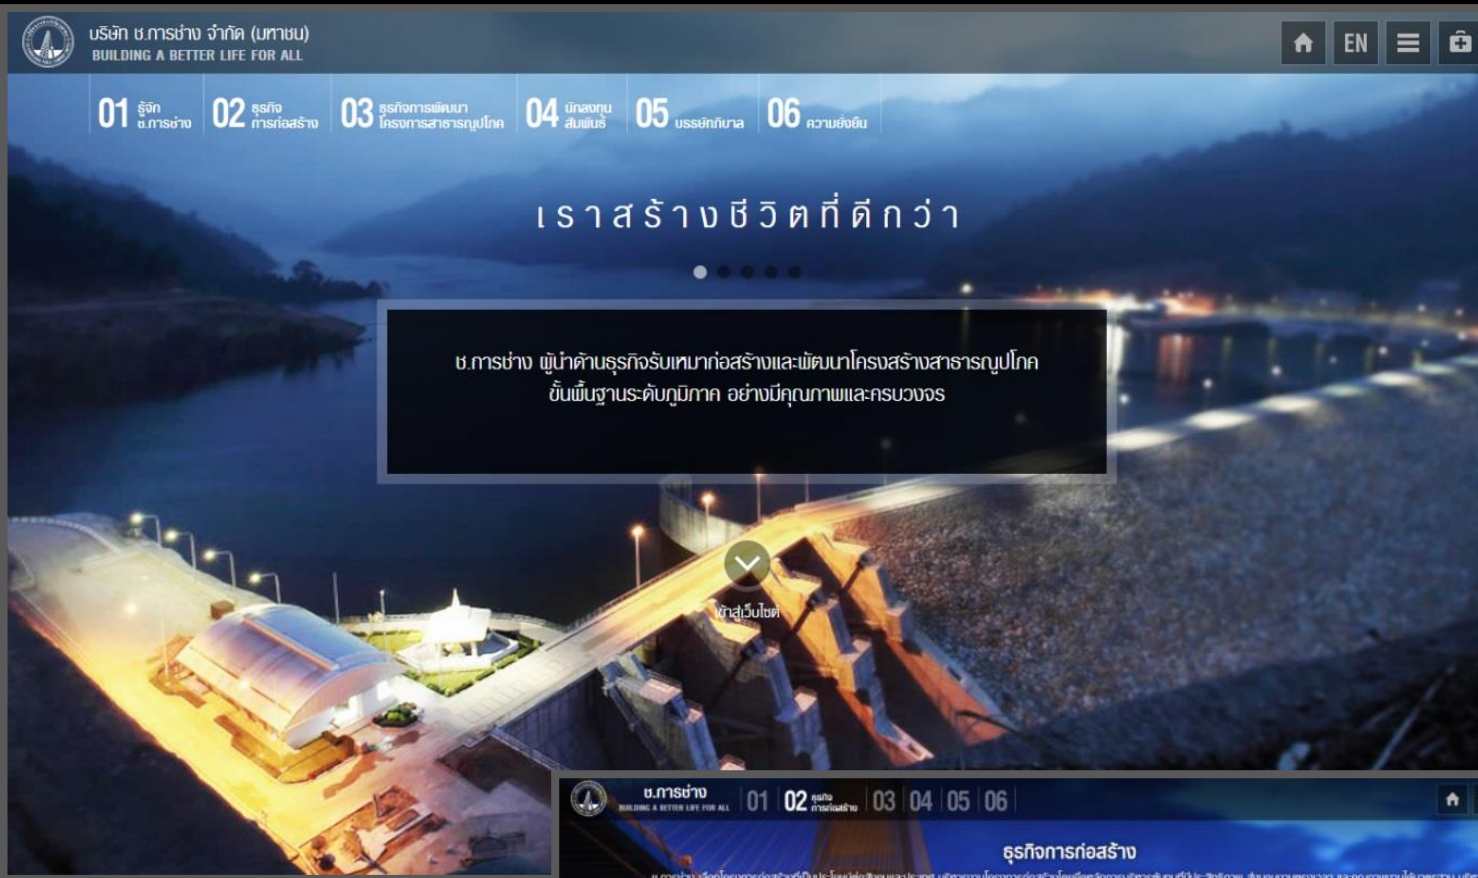 บริษัท ช.การช่าง จำกัด (มหาชน)
BUILDING A BETTER LIFE FOR ALL
EN
01 รู้จัก ช.การช่าง
02 ธุรกิจ การก่อสร้าง
03 ธุรกิจการพัฒนา โครงการสาธารณูปโภค
04 นักลงทุน สัมพันธ์
05 บรรษัทภิบาล
06 ความยั่งยืน
เราสร้างชีวิตที่ดีกว่า
ช.การช่าง ผู้นำด้านธุรกิจรับเหมาก่อสร้างและพัฒนาโครงสร้างสาธารณูปโภค
ขั้นพื้นฐานระดับภูมิภาค อย่างมีคุณภาพและครบวงจร
เข้าสู่เว็บไซต์
ช.การช่าง
BUILDING A BETTER LIFE FOR ALL
01 02 ธุรกิจ การก่อสร้าง 03 04 05 06
ธุรกิจการก่อสร้าง